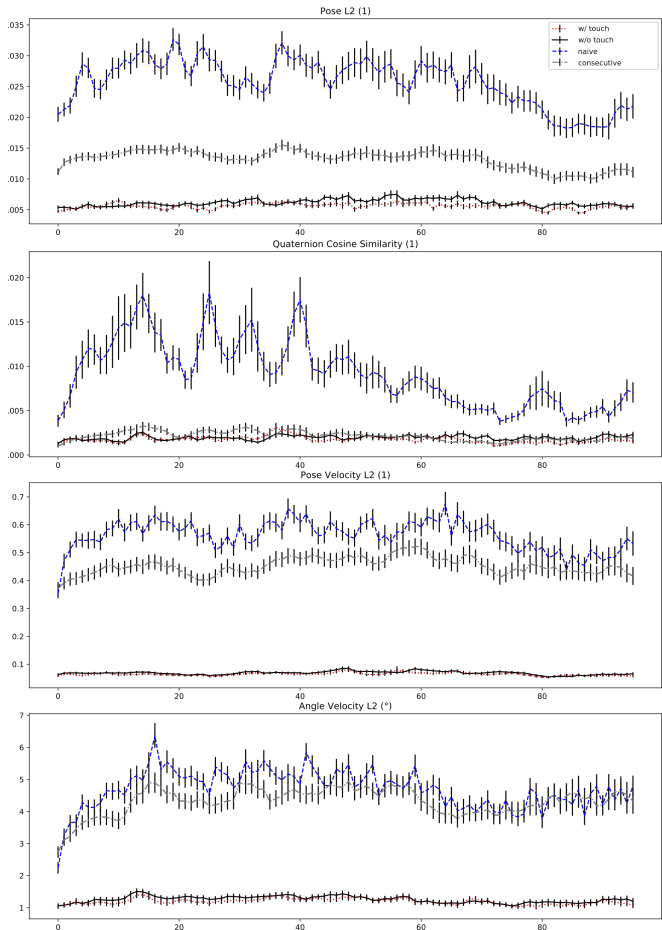 Pose L2 (1)
.035
.030
.025
.020
.015
.010
.005
w/ touch
w/o touch
naive
consecutive
0 20 40 60 80
Quaternion Cosine Similarity (1)
.020
.015
.010
.005
.000
0 20 40 60 80
Pose Velocity L2 (1)
0.7
0.6
0.5
0.4
0.3
0.2
0.1
0 20 40 60 80
Angle Velocity L2 (°)
7
6
5
4
3
2
1
0 20 40 60 80